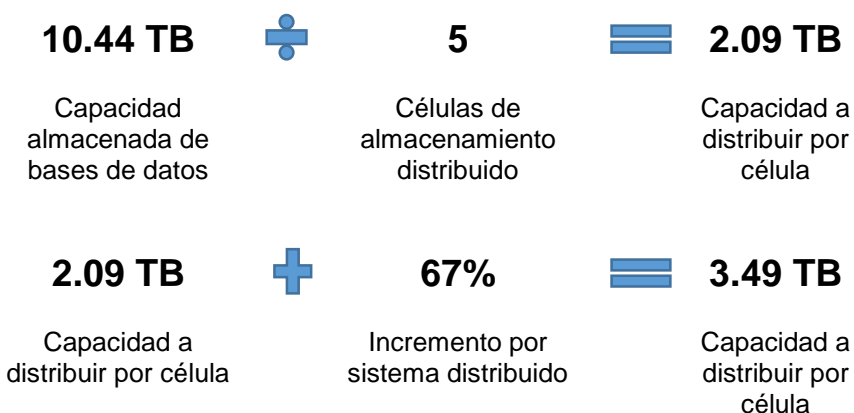 10.44 TB ÷ 5 = 2.09 TB
Capacidad
almacenada de
bases de datos
Células de
almacenamiento
distribuido
Capacidad a
distribuir por
célula
2.09 TB + 67% = 3.49 TB
Capacidad a
distribuir por célula
Incremento por
sistema distribuido
Capacidad a
distribuir por
célula